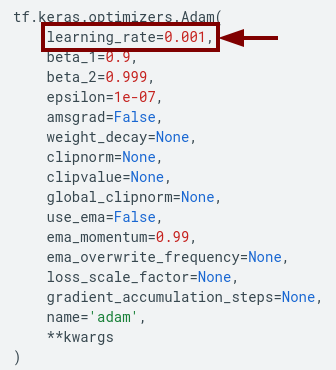 tf.keras.optimizers.Adam(
    learning_rate=0.001,
    beta_1=0.9,
    beta_2=0.999,
    epsilon=1e-07,
    amsgrad=False,
    weight_decay=None,
    clipnorm=None,
    clipvalue=None,
    global_clipnorm=None,
    use_ema=False,
    ema_momentum=0.99,
    ema_overwrite_frequency=None,
    loss_scale_factor=None,
    gradient_accumulation_steps=None,
    name='adam',
    **kwargs
)